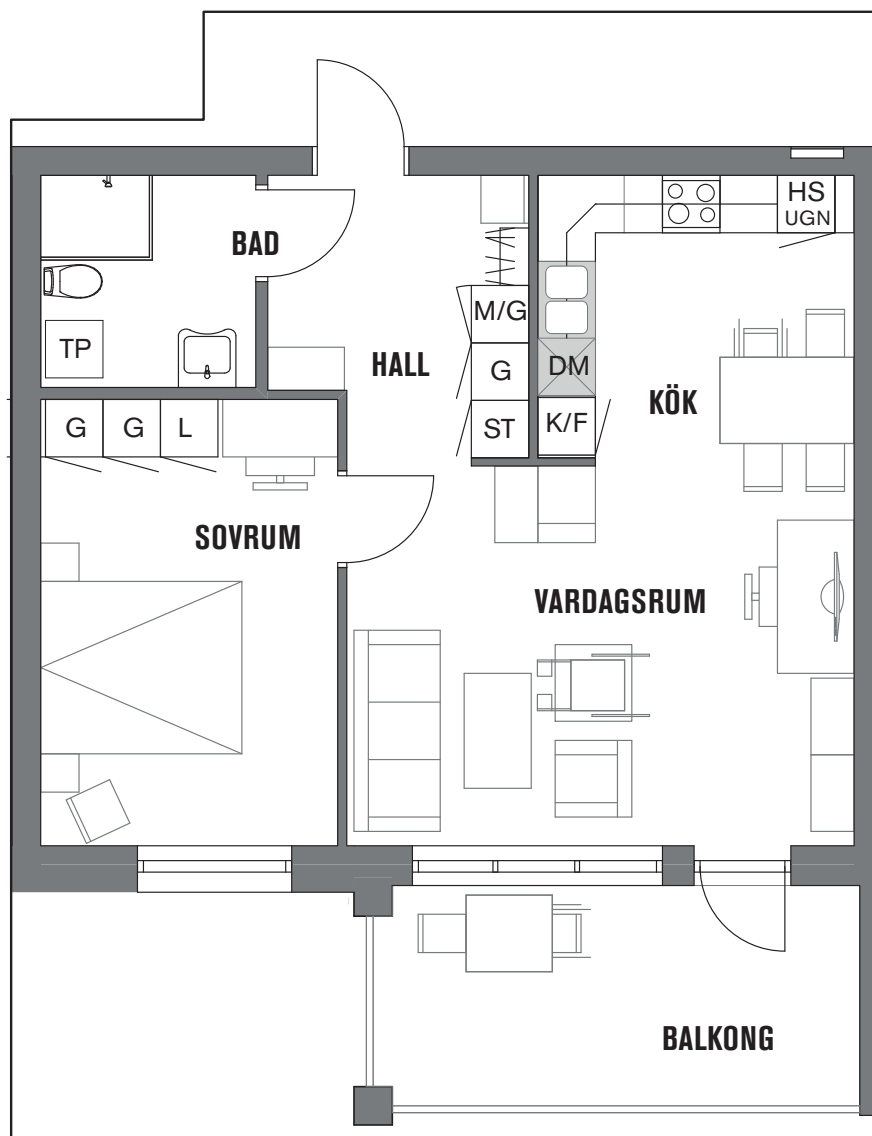 HS
UGN
BAD
M/G
TP
HALL
G
DM
KÖK
G
G
L
ST
K/F
SOVRUM
VARDAGSRUM
BALKONG